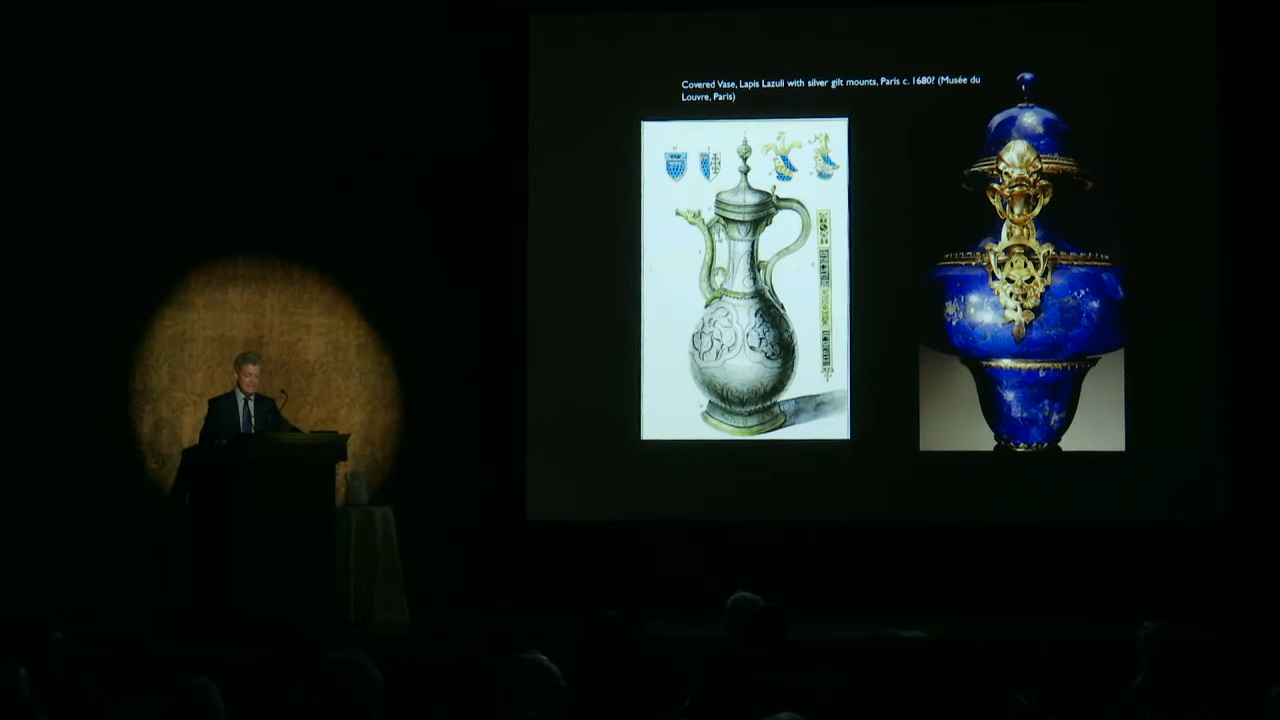 Covered Vase, Lapis Lazuli with silver gilt mounts, Paris c. 1680? (Musée du
Louvre, Paris)